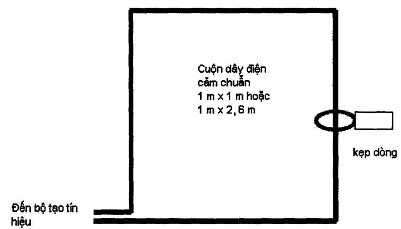 Cuộn dây điện
cảm chuẩn
1 m x 1 m hoặc
1 m x 2,6 m
kẹp dòng
Đến bộ tạo tín
hiệu